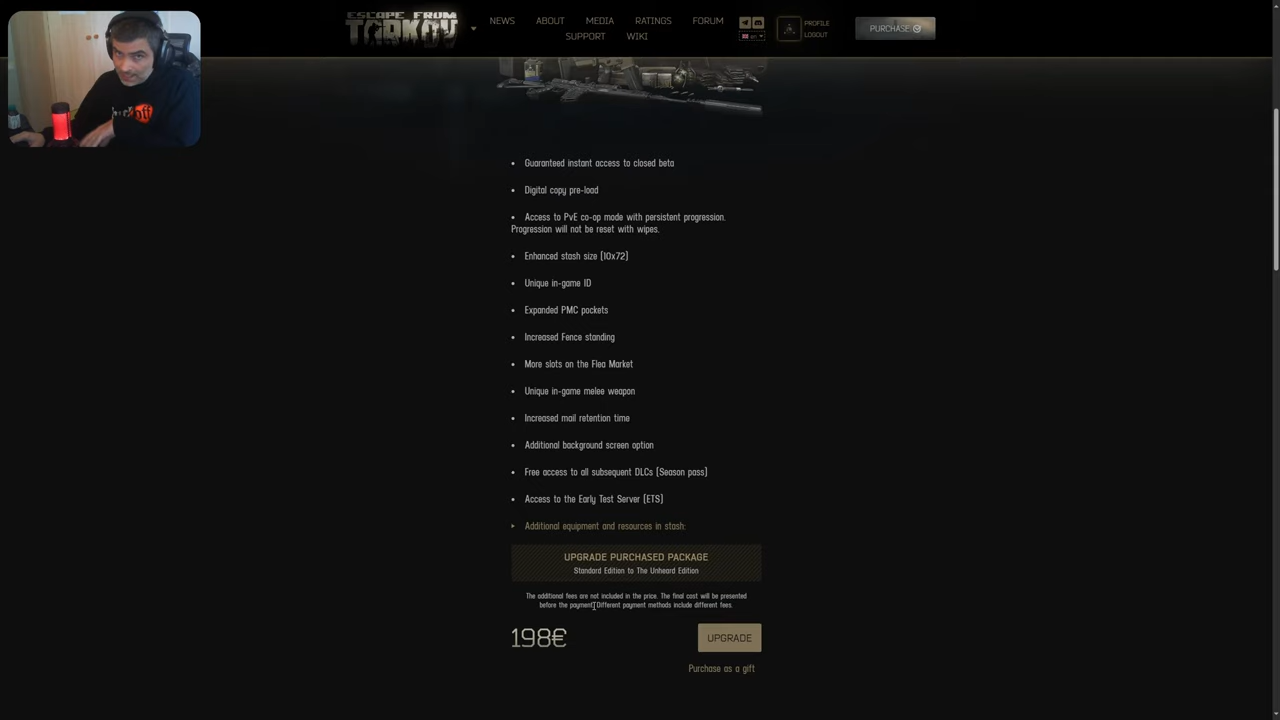 ESCAPE FROM
TARKOV
NEWS ABOUT MEDIA RATINGS FORUM
SUPPORT WIKI
en
PROFILE
LOGOUT
PURCHASE
• Guaranteed instant access to closed beta
• Digital copy pre-load
• Access to PvE co-op mode with persistent progression.
Progression will not be reset with wipes.
• Enhanced stash size [10x72]
• Unique in-game ID
• Expanded PMC pockets
• Increased Fence standing
• More slots on the Flea Market
• Unique in-game melee weapon
• Increased mail retention time
• Additional background screen option
• Free access to all subsequent DLCs [Season pass]
• Access to the Early Test Server [ETS]
Additional equipment and resources in stash:
UPGRADE PURCHASED PACKAGE
Standard Edition to The Unheard Edition
The additional fees are not included in the price. The final cost will be presented
before the payment. Different payment methods include different fees.
198€
UPGRADE
Purchase as a gift